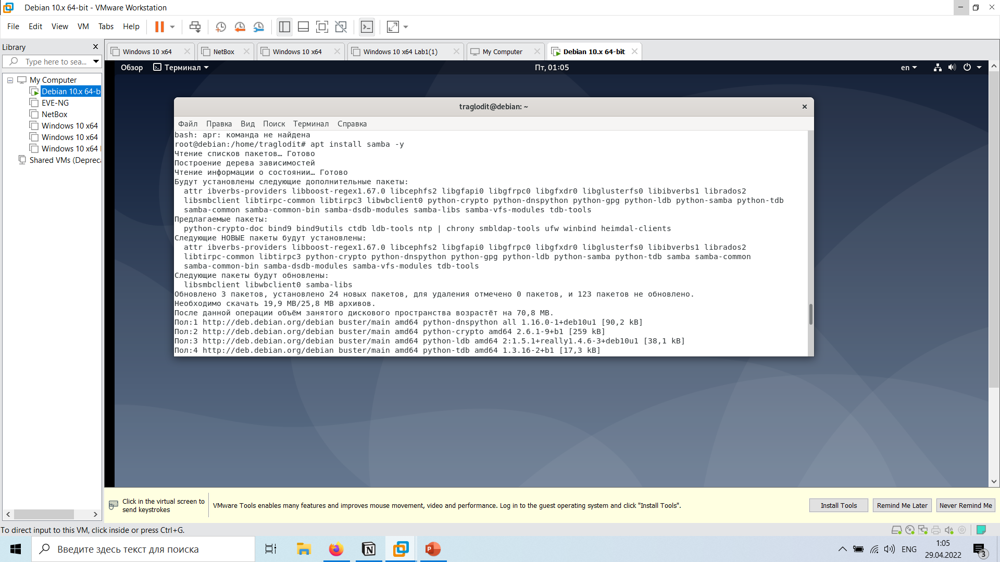 Debian 10.x 64-bit - VMware Workstation
File Edit View VM Tabs Help
Library
Type here to sea...
My Computer
Debian 10.x 64-b
EVE-NG
NetBox
Windows 10 x64
Windows 10 x64
Windows 10 x64
Shared VMs (Depreca
Windows 10 x64
NetBox
Windows 10 x64
Windows 10 x64 Lab1(1)
My Computer
Debian 10.x 64-bit
Обзор Терминал Пт, 01:05 en
traglodit@debian: ~
Файл Правка Вид Поиск Терминал Справка
bash: apr: команда не найдена
root@debian:/home/traglodit# apt install samba -y
Чтение списков пакетов… Готово
Построение дерева зависимостей
Чтение информации о состоянии… Готово
Будут установлены следующие дополнительные пакеты:
attr ibverbs-providers libboost-regex1.67.0 libcephfs2 libgfapi0 libgfrpc0 libgfxdr0 libglusterfs0 libibverbs1 librados2
libsmbclient libtirpc-common libtirpc3 libwbclient0 python-crypto python-dnspython python-gpg python-ldb python-samba python-tdb
samba-common samba-common-bin samba-dsdb-modules samba-libs samba-vfs-modules tdb-tools
Предлагаемые пакеты:
python-crypto-doc bind9 bind9utils ctdb ldb-tools ntp | chrony smbldap-tools ufw winbind heimdal-clients
Следующие НОВЫЕ пакеты будут установлены:
attr ibverbs-providers libboost-regex1.67.0 libcephfs2 libgfapi0 libgfrpc0 libgfxdr0 libglusterfs0 libibverbs1 librados2
libtirpc-common libtirpc3 python-crypto python-dnspython python-gpg python-ldb python-samba python-tdb samba samba-common
samba-common-bin samba-dsdb-modules samba-vfs-modules tdb-tools
Следующие пакеты будут обновлены:
libsmbclient libwbclient0 samba-libs
Обновлено 3 пакетов, установлено 24 новых пакетов, для удаления отмечено 0 пакетов, и 123 пакетов не обновлено.
Необходимо скачать 19,9 MB/25,8 MB архивов.
После данной операции объём занятого дискового пространства возрастёт на 70,8 MB.
Пол:1 http://deb.debian.org/debian buster/main amd64 python-dnspython all 1.16.0-1+deb10u1 [90,2 kB]
Пол:2 http://deb.debian.org/debian buster/main amd64 python-crypto amd64 2.6.1-9+b1 [259 kB]
Пол:3 http://deb.debian.org/debian buster/main amd64 python-ldb amd64 2:1.5.1+really1.4.6-3+deb10u1 [38,1 kB]
Пол:4 http://deb.debian.org/debian buster/main amd64 python-tdb amd64 1.3.16-2+b1 [17,3 kB]
Click in the virtual screen to
send keystrokes
VMware Tools enables many features and improves mouse movement, video and performance. Log in to the guest operating system and click "Install Tools".
Install Tools
Remind Me Later
Never Remind Me
To direct input to this VM, click inside or press Ctrl+G.
Введите здесь текст для поиска
ENG
1:05
29.04.2022
3